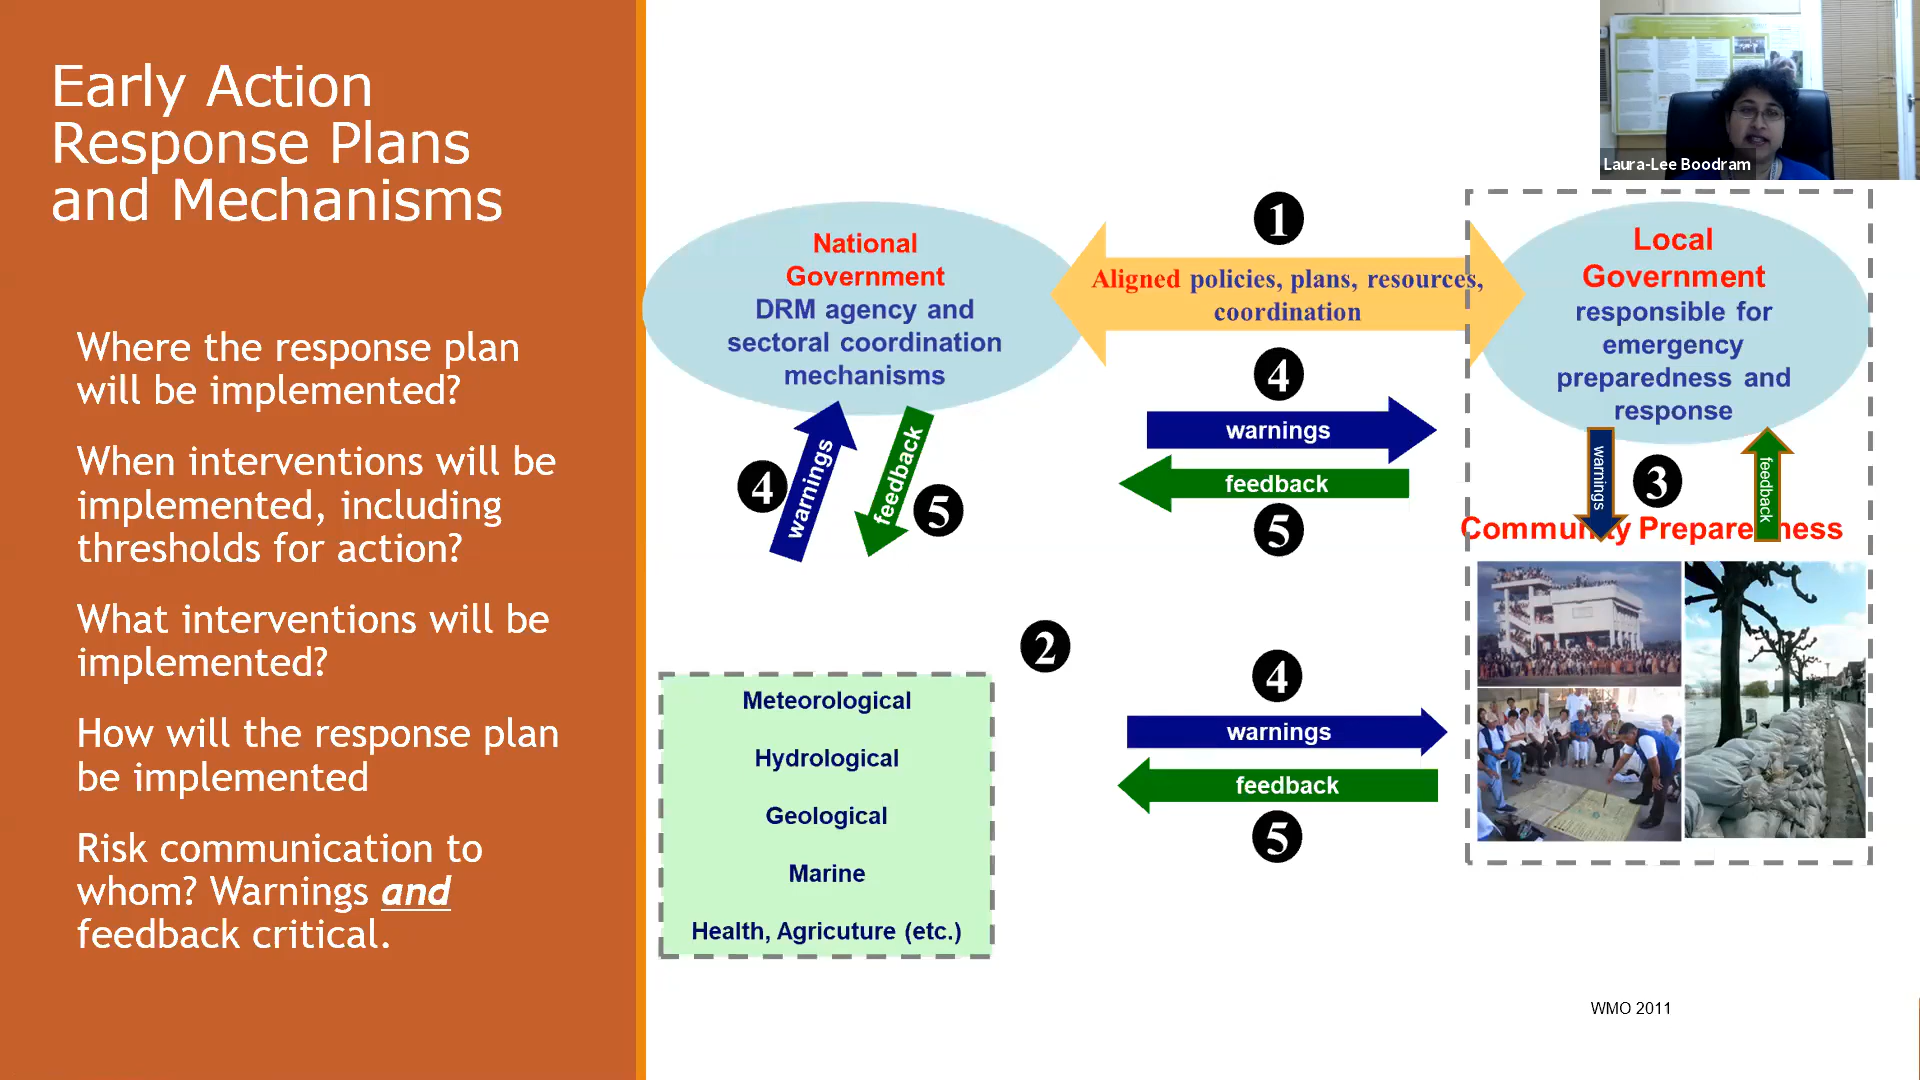 Early Action
Response Plans
and Mechanisms
Where the response plan
will be implemented?
When interventions will be
implemented, including
thresholds for action?
What interventions will be
implemented?
How will the response plan
be implemented
Risk communication to
whom? Warnings and
feedback critical.
Laura-Lee Boodram
National
Government
DRM agency and
sectoral coordination
mechanisms
1
Aligned policies, plans, resources,
coordination
Local
Government
responsible for
emergency
preparedness and
response
4
warnings
feedback
5
4
warnings
feedback
5
warnings
3
feedback
Community Preparedness
2
Meteorological
Hydrological
Geological
Marine
Health, Agricuture (etc.)
4
warnings
feedback
5
WMO 2011